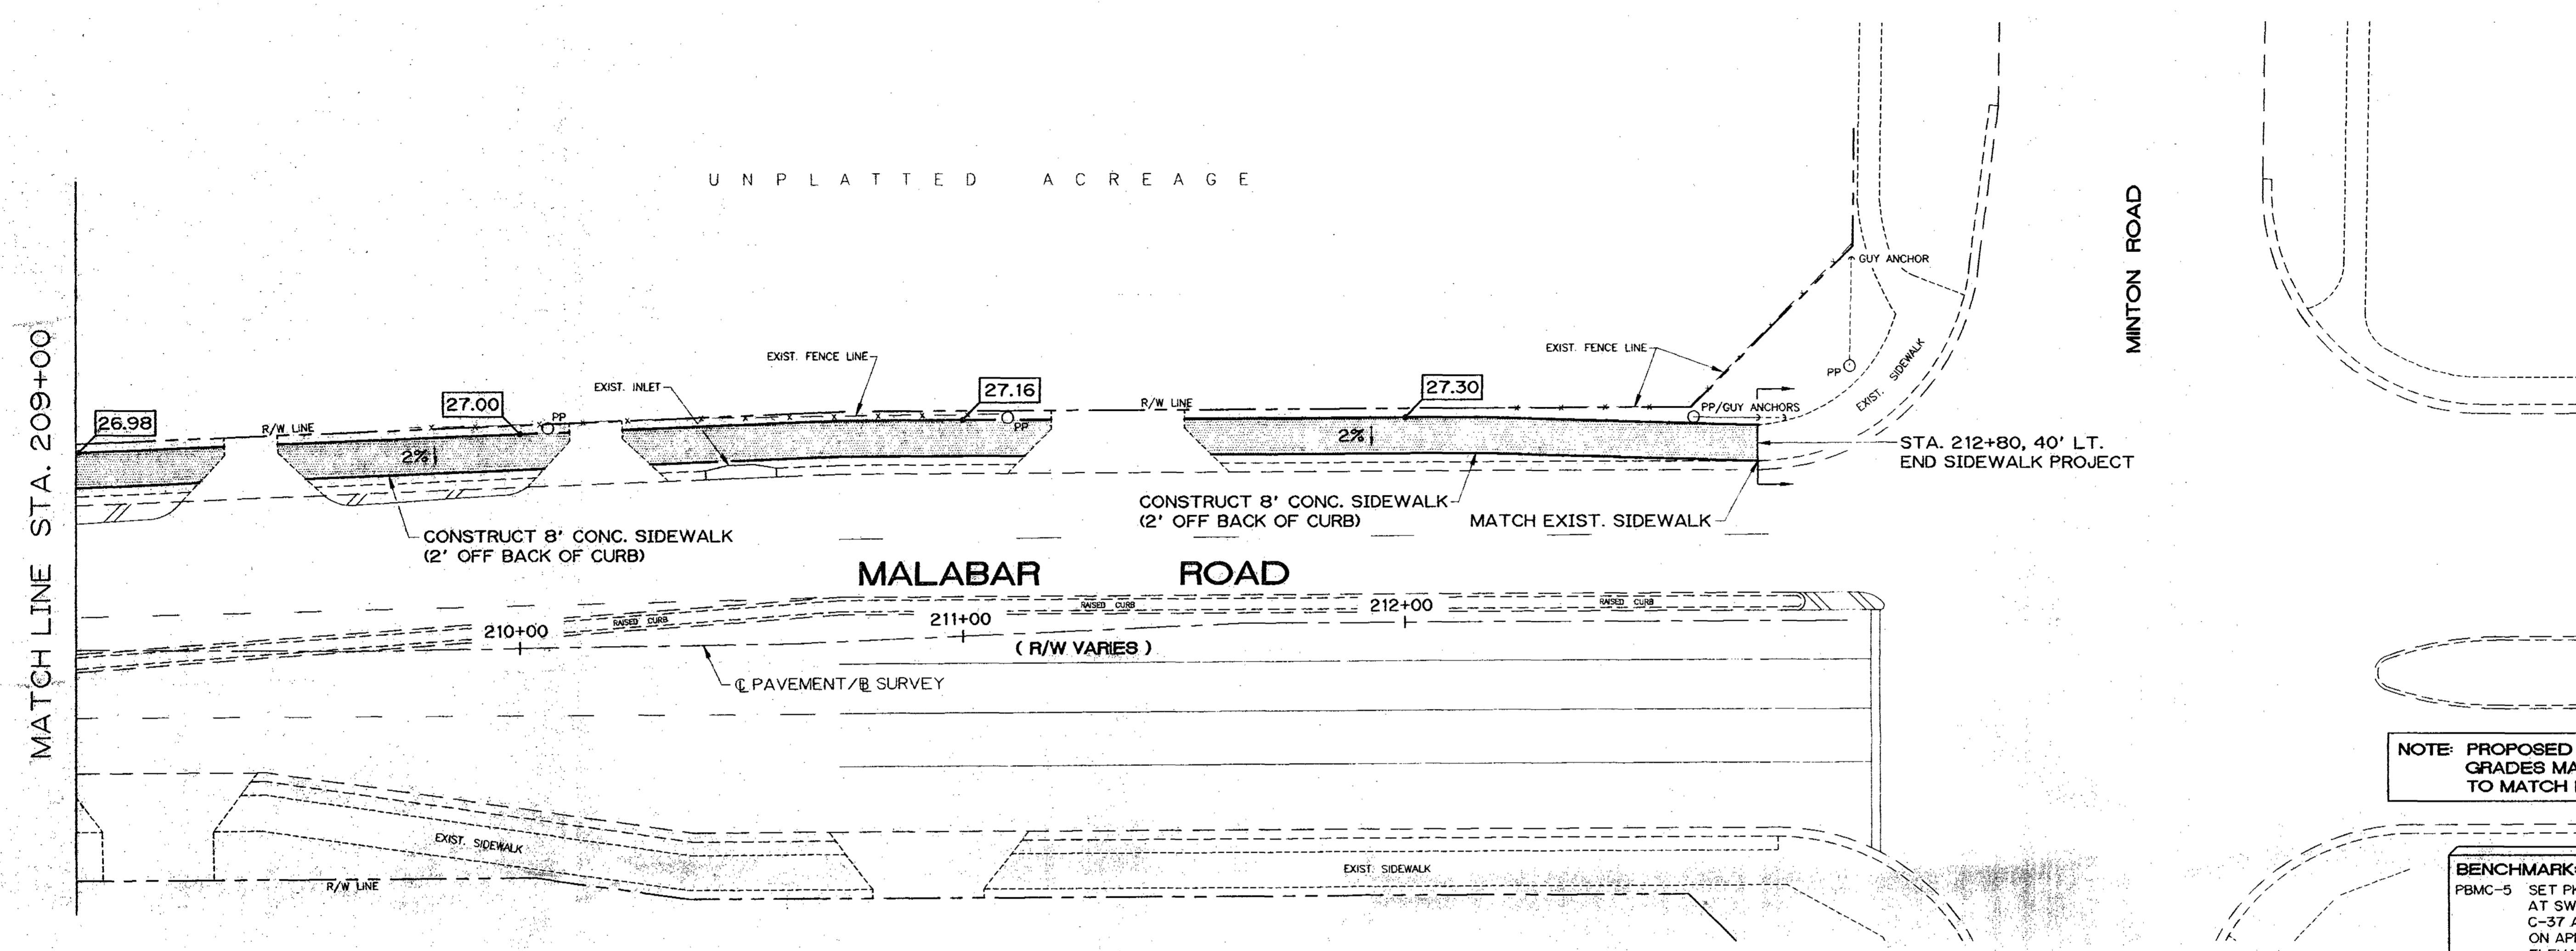 UNPLATTED ACREAGE
MATCH LINE STA. 209+00
MINTON ROAD
GUY ANCHOR
PP
EXIST. SIDEWALK
EXIST. FENCE LINE
EXIST. FENCE LINE
EXIST. INLET
26.98
27.00
27.16
27.30
R/W LINE
PP
PP
R/W LINE
PP/GUY ANCHORS
2%
2%
STA. 212+80, 40' LT.
END SIDEWALK PROJECT
CONSTRUCT 8' CONC. SIDEWALK
(2' OFF BACK OF CURB)
CONSTRUCT 8' CONC. SIDEWALK
(2' OFF BACK OF CURB)
MATCH EXIST. SIDEWALK
MALABAR ROAD
RAISED CURB
RAISED CURB
RAISED CURB
210+00
211+00
212+00
(R/W VARIES)
℄ PAVEMENT/B SURVEY
NOTE: PROPOSED
GRADES MA
TO MATCH
EXIST. SIDEWALK
EXIST. SIDEWALK
R/W LINE
BENCHMARK
PBMC-5 SET PK
AT SW
C-37
ON AP